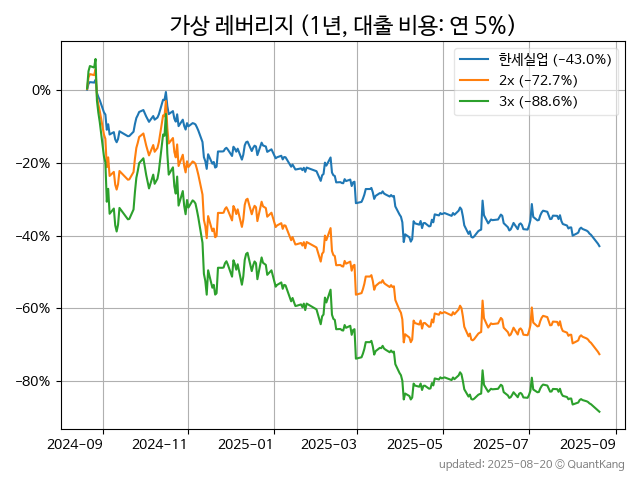 가상 레버리지 (1년, 대출 비용: 연 5%)
한세실업 (-43.0%)
2x (-72.7%)
3x (-88.6%)
0%
-20%
-40%
-60%
-80%
2024-09 2024-11 2025-01 2025-03 2025-05 2025-07 2025-09
updated: 2025-08-20 © QuantKang